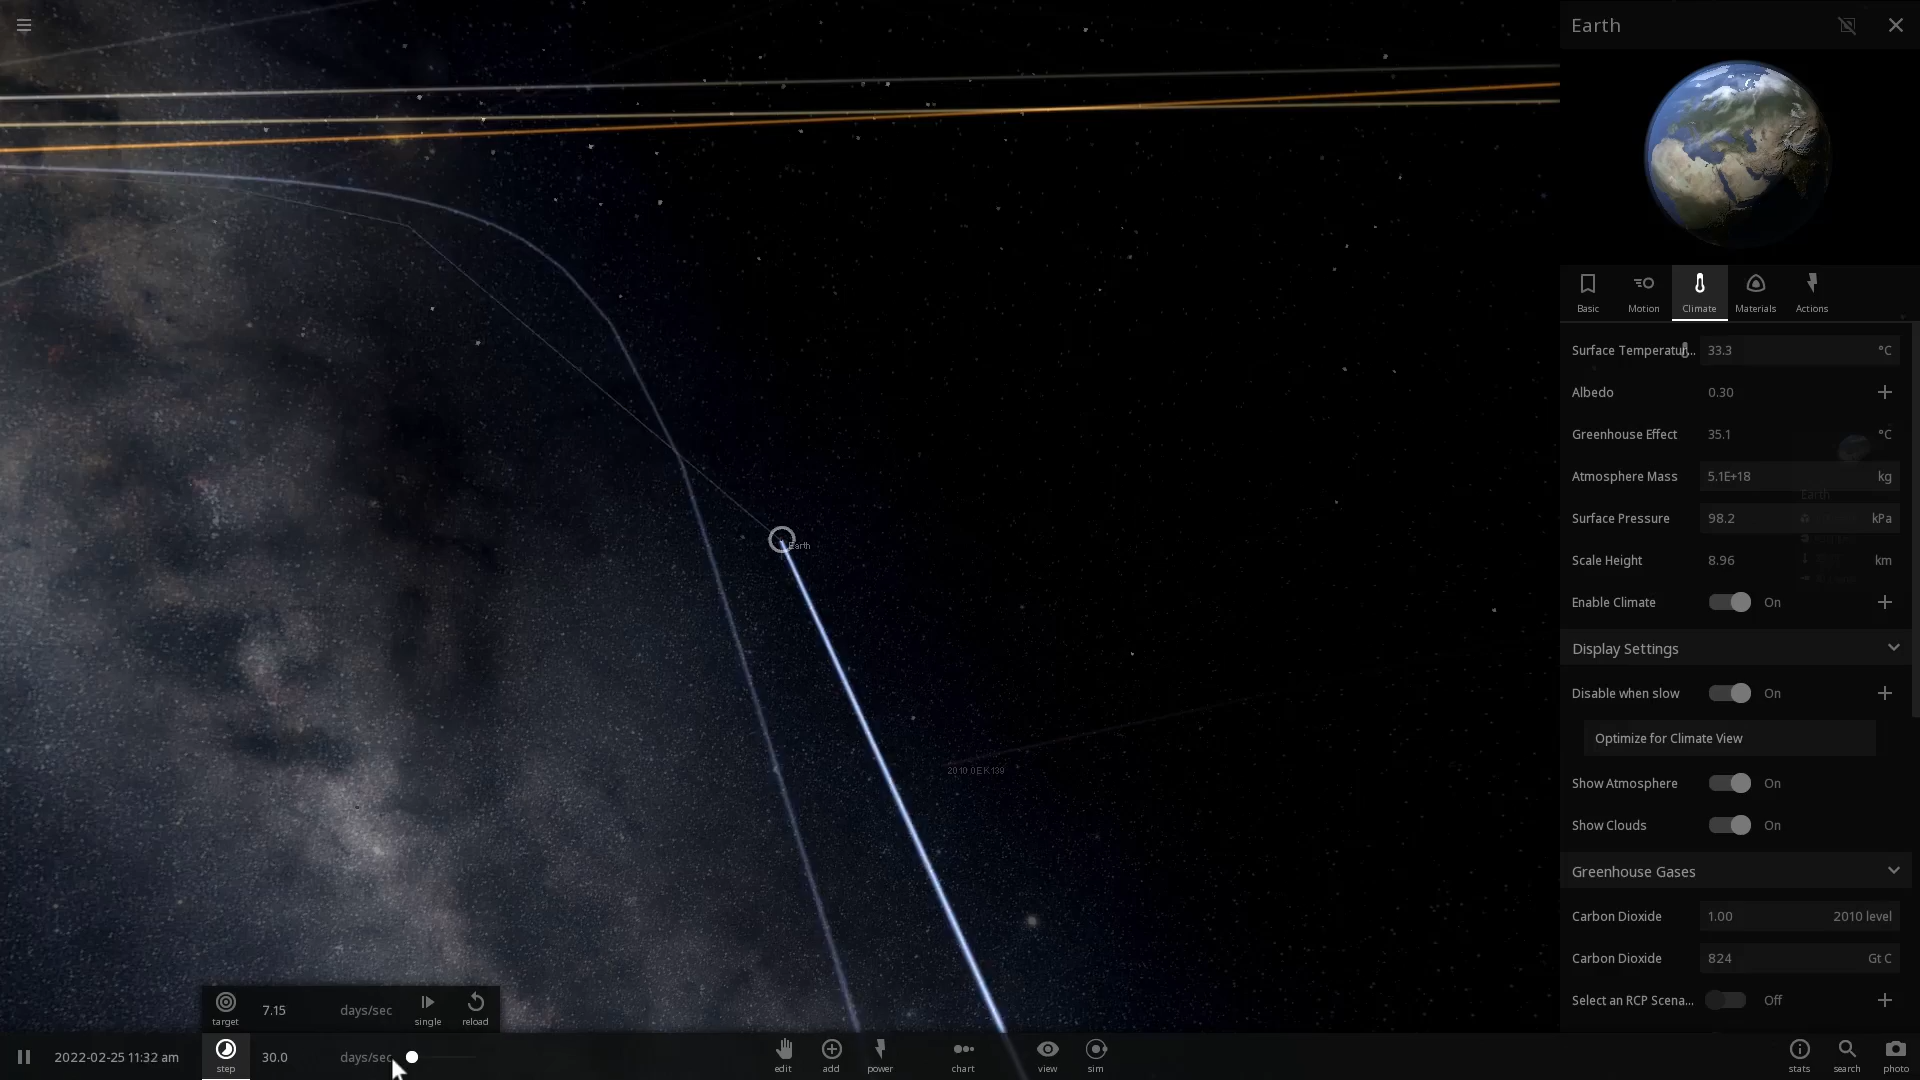 Earth
Basic
Motion
Climate
Materials
Actions
Surface Temperatur...
33.3
°C
Albedo
0.30
Greenhouse Effect
35.1
°C
Atmosphere Mass
5.1E+18
kg
Earth
Surface Pressure
98.2
kPa
Earth
Scale Height
8.96
km
Enable Climate
On
Display Settings
Disable when slow
On
Optimize for Climate View
Show Atmosphere
On
Show Clouds
On
Greenhouse Gases
Carbon Dioxide
1.00
2010 level
Carbon Dioxide
824
Gt C
Select an RCP Scena...
Off
target
7.15
days/sec
single
reload
2022-02-25 11:32 am
step
30.0
days/sec
edit
add
power
chart
view
sim
stats
search
photo